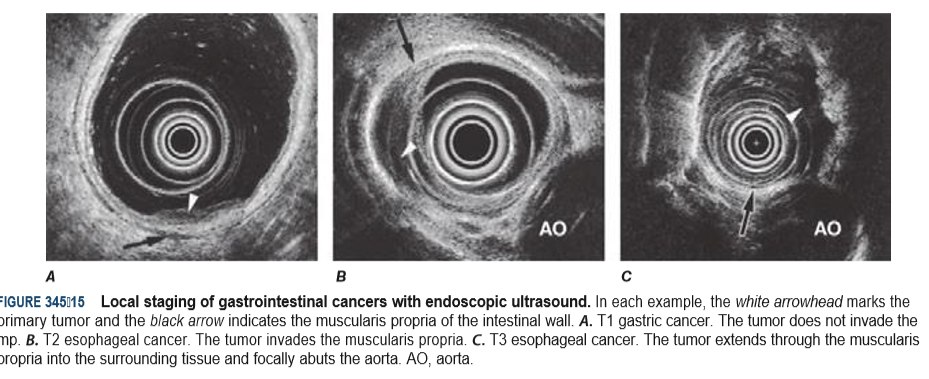 AO
AO
A
B
C
FIGURE 345▯15 Local staging of gastrointestinal cancers with endoscopic ultrasound. In each example, the white arrowhead marks the
primary tumor and the black arrow indicates the muscularis propria of the intestinal wall. A. T1 gastric cancer. The tumor does not invade the
mp. B. T2 esophageal cancer. The tumor invades the muscularis propria. C. T3 esophageal cancer. The tumor extends through the muscularis
propria into the surrounding tissue and focally abuts the aorta. AO, aorta.